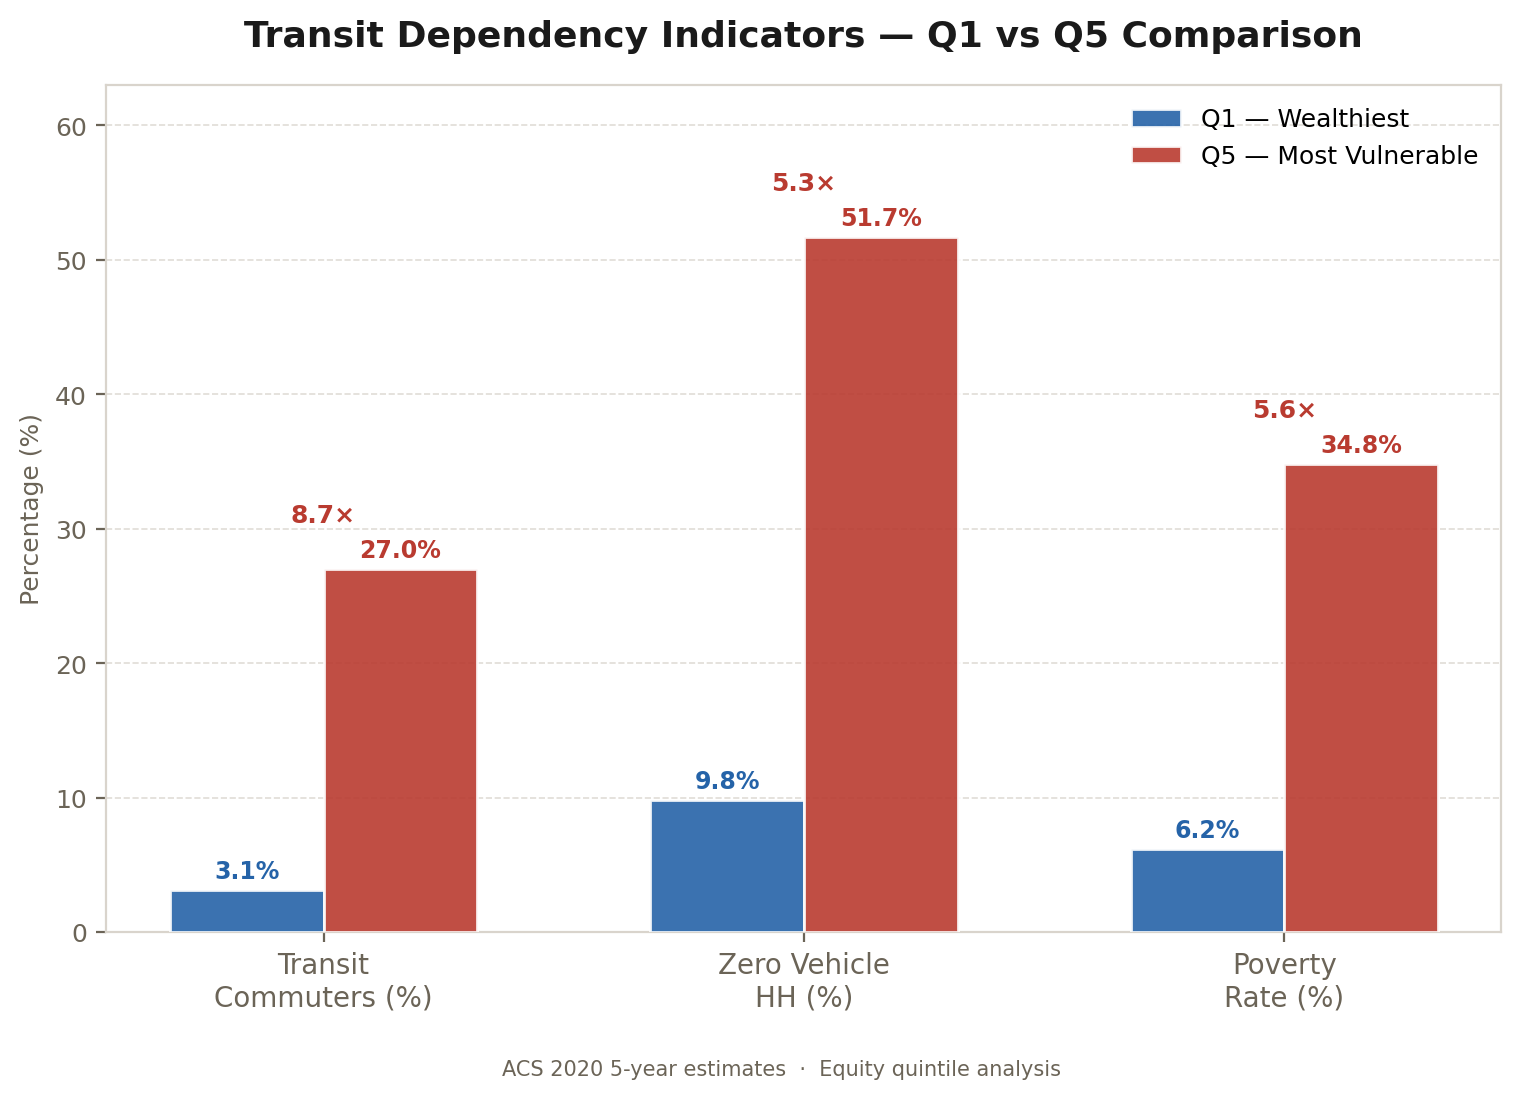 Transit Dependency Indicators — Q1 vs Q5 Comparison
Q1 — Wealthiest
Q5 — Most Vulnerable
Percentage (%)
60
50
40
30
20
10
0
3.1%
8.7×
27.0%
9.8%
5.3×
51.7%
6.2%
5.6×
34.8%
Transit
Commuters (%)
Zero Vehicle
HH (%)
Poverty
Rate (%)
ACS 2020 5-year estimates · Equity quintile analysis